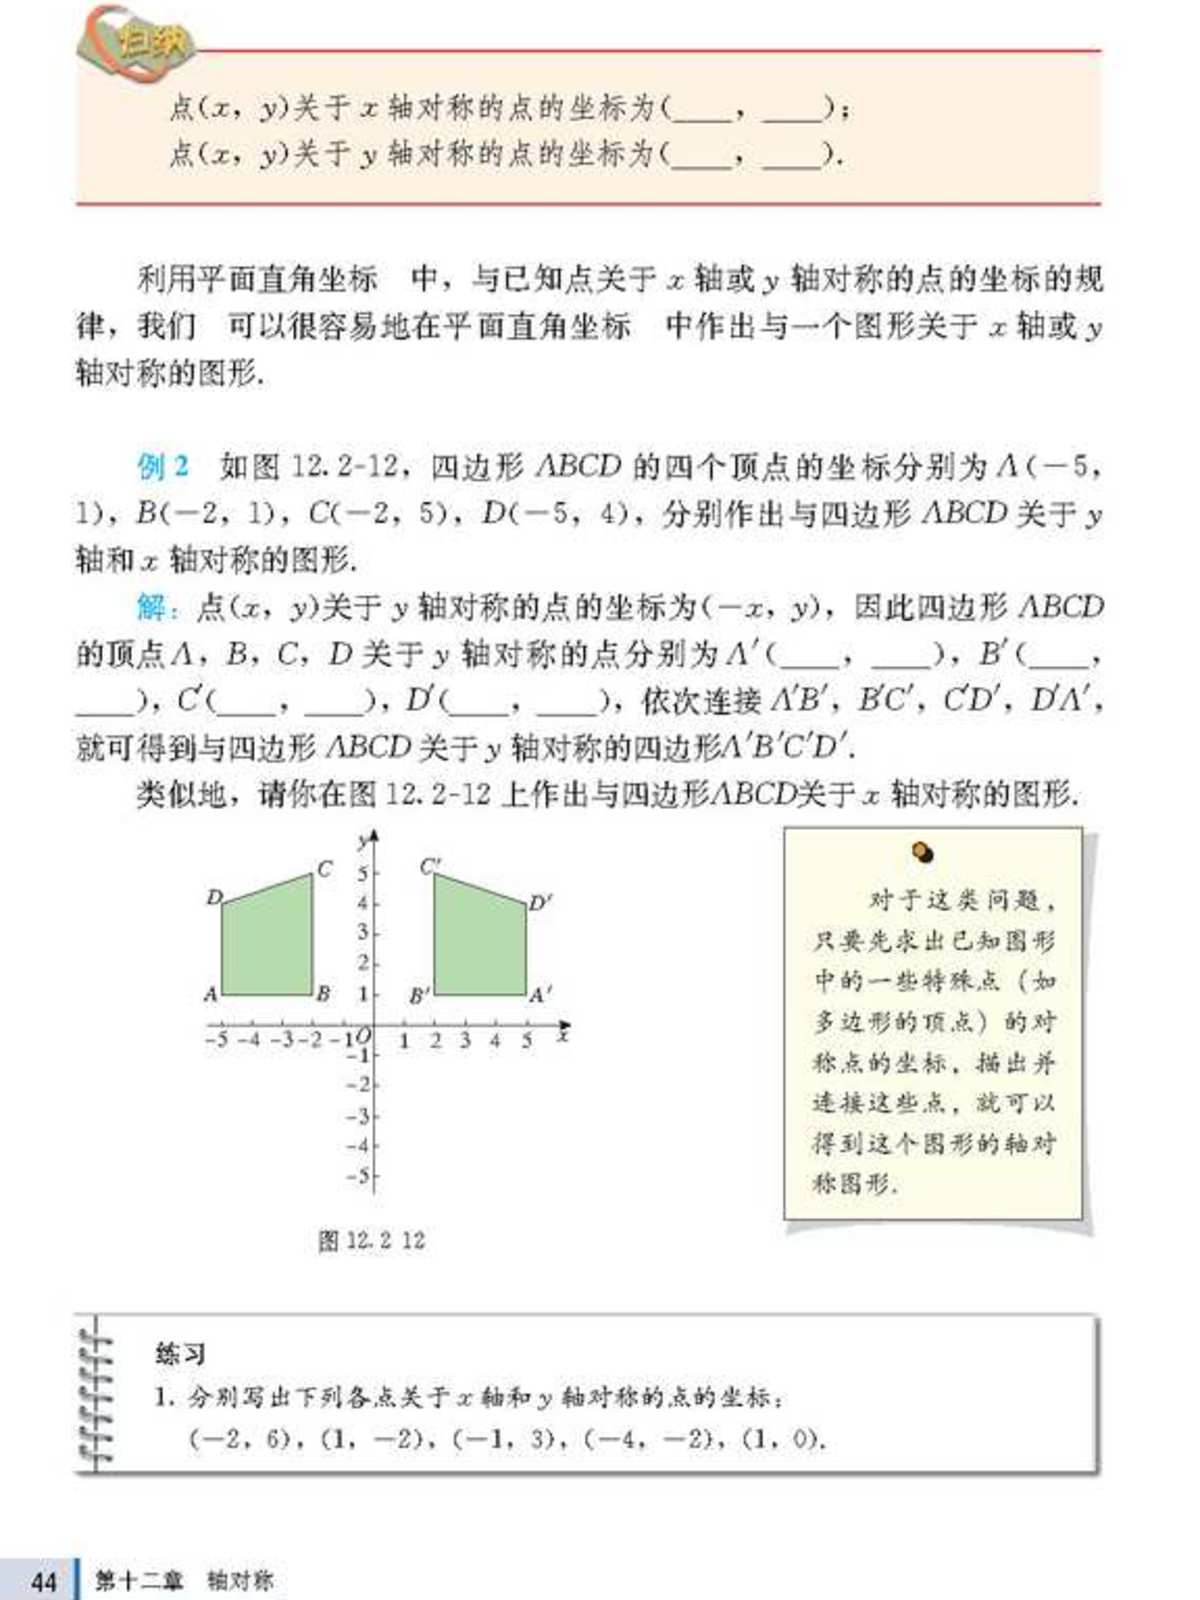 归纳
点(x，y)关于 x 轴对称的点的坐标为(____，____)；
点(x，y)关于 y 轴对称的点的坐标为(____，____).
利用平面直角坐标 中，与已知点关于 x 轴或 y 轴对称的点的坐标的规
律，我们 可以很容易地在平面直角坐标 中作出与一个图形关于 x 轴或 y
轴对称的图形.
例 2 如图 12.2-12，四边形 ABCD 的四个顶点的坐标分别为 A(－5，
1)，B(－2，1)，C(－2，5)，D(－5，4)，分别作出与四边形 ABCD 关于 y
轴和 x 轴对称的图形.
解：点(x，y)关于 y 轴对称的点的坐标为(－x，y)，因此四边形 ABCD
的顶点 A，B，C，D 关于 y 轴对称的点分别为 A′(____，____)，B′(____，
____)，C′(____，____)，D′(____，____)，依次连接 A′B′，B′C′，C′D′，D′A′，
就可得到与四边形 ABCD 关于 y 轴对称的四边形A′B′C′D′.
类似地，请你在图 12.2-12 上作出与四边形ABCD关于 x 轴对称的图形.
y
C 5 C′
D 4 D′
3
2
A B 1 B′ A′
-5 -4 -3 -2 -1 O 1 2 3 4 5 x
-1
-2
-3
-4
-5
图 12.2 12
对于这类问题，
只要先求出已知图形
中的一些特殊点（如
多边形的顶点）的对
称点的坐标，描出并
连接这些点，就可以
得到这个图形的轴对
称图形.
练习
1. 分别写出下列各点关于 x 轴和 y 轴对称的点的坐标：
(－2，6)，(1，－2)，(－1，3)，(－4，－2)，(1，0).
44 第十二章 轴对称